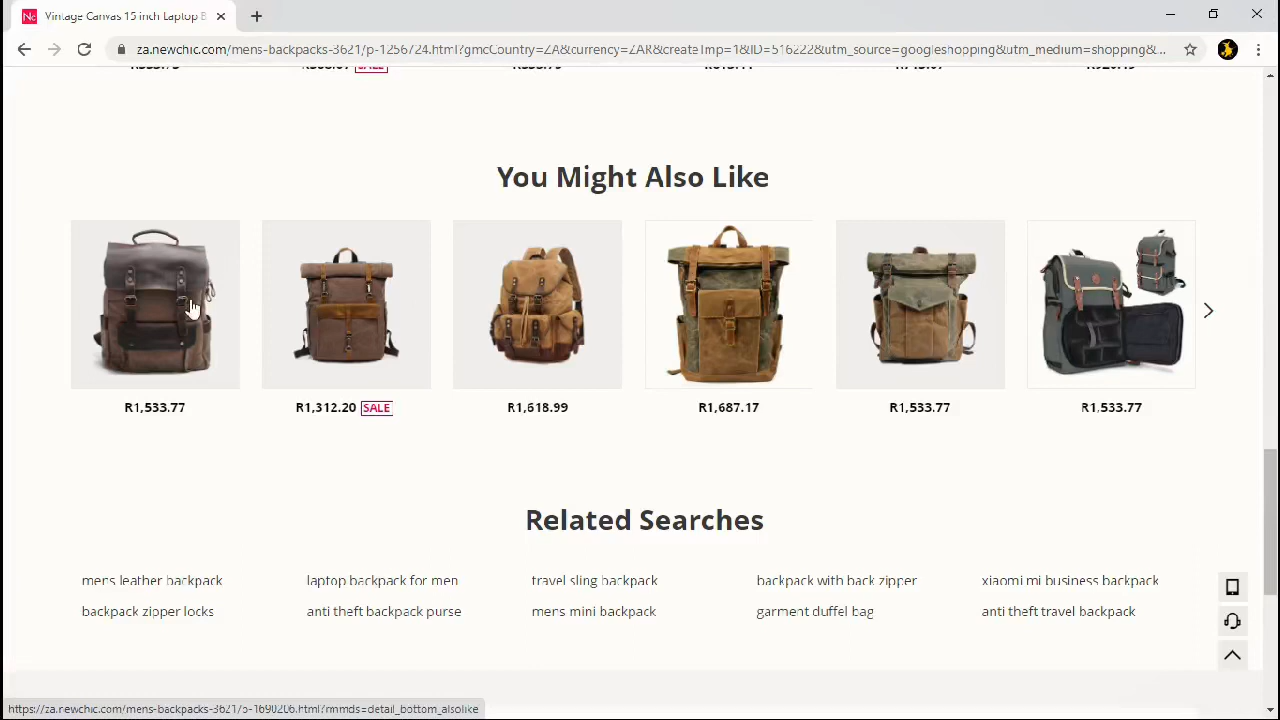 Vintage Canvas 15 inch Laptop B
za.newchic.com/mens-backpacks-3621/p-1256724.html?gmcCountry=ZA&currency=ZAR&createTmp=1&ID=516222&utm_source=googleshopping&utm_medium=shopping&...
SALE
You Might Also Like
R1,533.77 R1,312.20 SALE R1,618.99 R1,687.17 R1,533.77 R1,533.77
Related Searches
mens leather backpack laptop backpack for men travel sling backpack backpack with back zipper xiaomi mi business backpack
backpack zipper locks anti theft backpack purse mens mini backpack garment duffel bag anti theft travel backpack
https://za.newchic.com/mens-backpacks-3621/p-1690206.html?rmmds=detail_bottom_alsolike